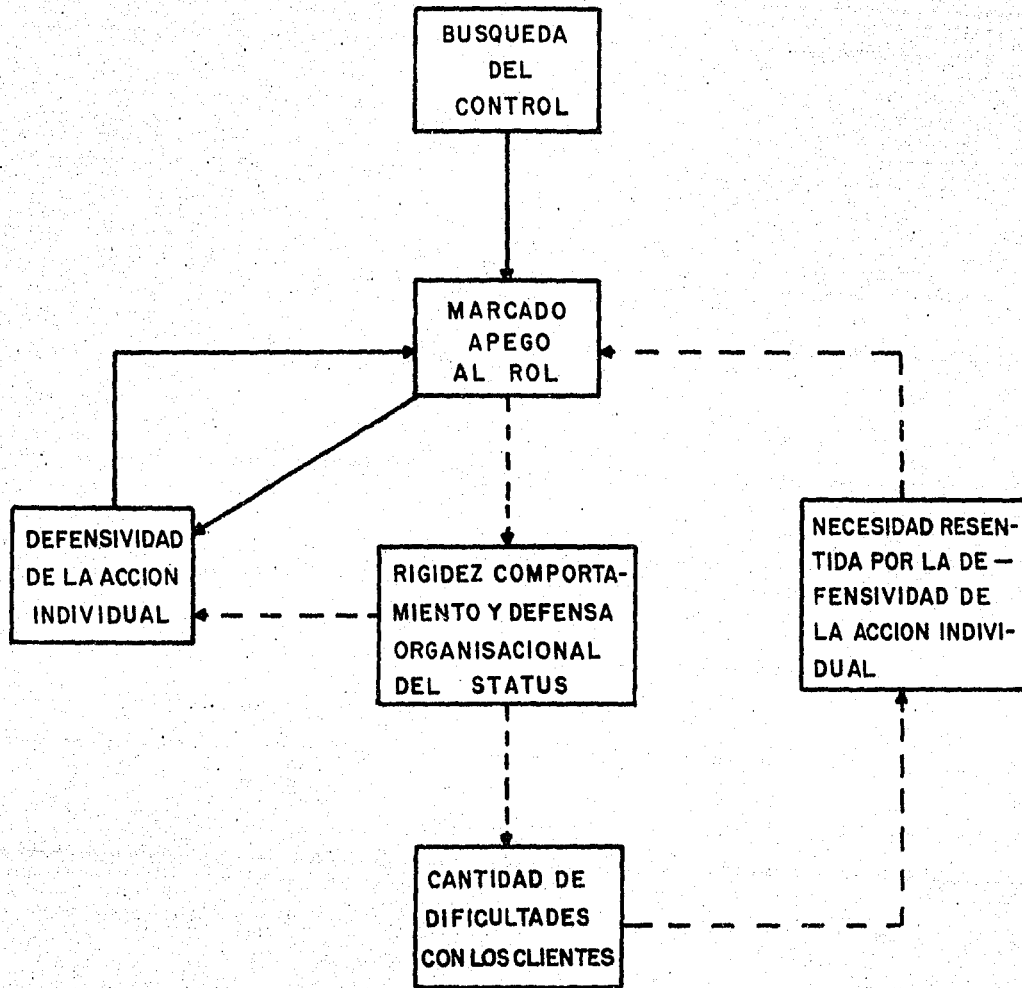 BUSQUEDA
DEL
CONTROL
MARCADO
APEGO
AL ROL
DEFENSIVIDAD
DE LA ACCION
INDIVIDUAL
RIGIDEZ COMPORTA-
MIENTO Y DEFENSA
ORGANISACIONAL
DEL STATUS
NECESIDAD RESEN-
TIDA POR LA DE-
FENSIVIDAD DE
LA ACCION INDIVI-
DUAL
CANTIDAD DE
DIFICULTADES
CON LOS CLIENTES